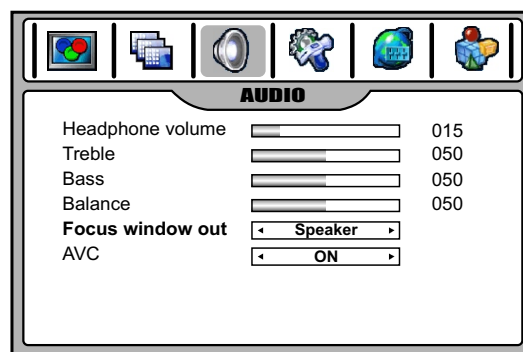 AUDIO
Headphone volume 015
Treble 050
Bass 050
Balance 050
Focus window out Speaker
AVC ON